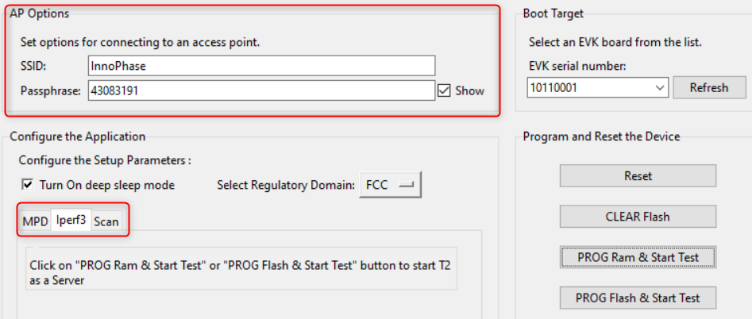 AP Options
Set options for connecting to an access point.
SSID: InnoPhase
Passphrase: 43083191 Show
Boot Target
Select an EVK board from the list.
EVK serial number:
10110001 Refresh
Configure the Application
Configure the Setup Parameters :
Turn On deep sleep mode Select Regulatory Domain: FCC
MPD Iperf3 Scan
Click on "PROG Ram & Start Test" or "PROG Flash & Start Test" button to start T2
as a Server
Program and Reset the Device
Reset
CLEAR Flash
PROG Ram & Start Test
PROG Flash & Start Test